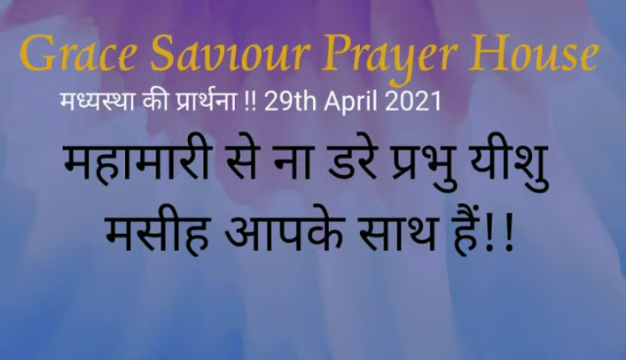 Grace Saviour Prayer House
मध्यस्था की प्रार्थना !! 29th April 2021
महामारी से ना डरे प्रभु यीशु
मसीह आपके साथ हैं!!